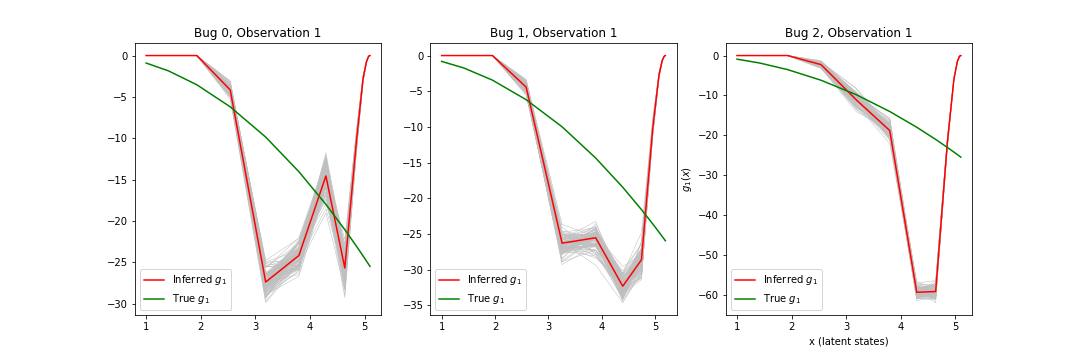 Bug 0, Observation 1
0
−5
−10
−15
−20
−25
−30
1 2 3 4 5
Inferred g₁
True g₁
Bug 1, Observation 1
0
−5
−10
−15
−20
−25
−30
−35
1 2 3 4 5
Inferred g₁
True g₁
Bug 2, Observation 1
g₁(x)
0
−10
−20
−30
−40
−50
−60
1 2 3 4 5
x (latent states)
Inferred g₁
True g₁